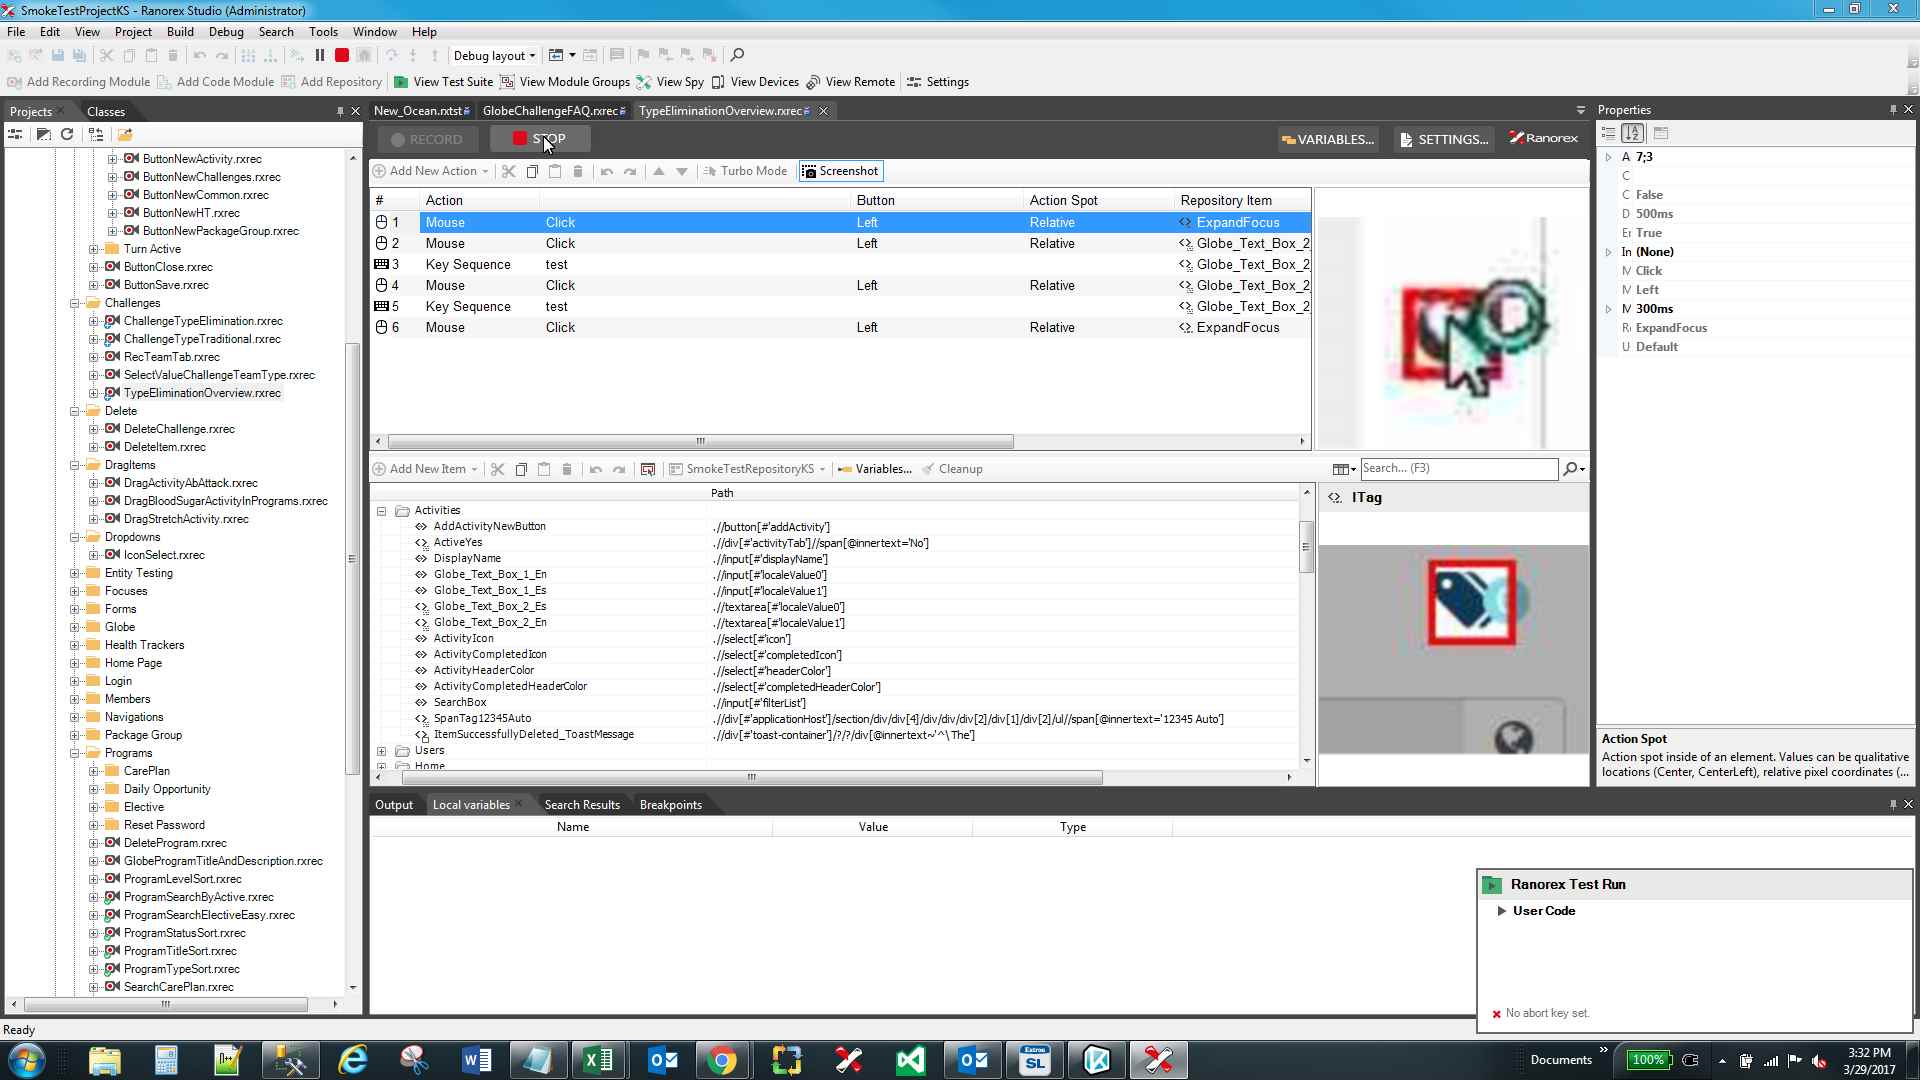 SmokeTestProjectKS - Ranorex Studio (Administrator)
File Edit View Project Build Debug Search Tools Window Help
Debug layout
Add Recording Module Add Code Module Add Repository View Test Suite View Module Groups View Spy View Devices View Remote Settings
Projects Classes
New_Ocean.rxtst GlobeChallengeFAQ.rxrec TypeEliminationOverview.rxrec
Properties
RECORD STOP VARIABLES... SETTINGS... Ranorex
Add New Action Turbo Mode Screenshot
# Action Button Action Spot Repository Item
1 Mouse Click Left Relative ExpandFocus
2 Mouse Click Left Relative Globe_Text_Box_2
3 Key Sequence test Globe_Text_Box_2
4 Mouse Click Left Relative Globe_Text_Box_2
5 Key Sequence test Globe_Text_Box_2
6 Mouse Click Left Relative ExpandFocus
ButtonNewActivity.rxrec
ButtonNewChallenges.rxrec
ButtonNewCommon.rxrec
ButtonNewHT.rxrec
ButtonNewPackageGroup.rxrec
Turn Active
ButtonClose.rxrec
ButtonSave.rxrec
Challenges
ChallengeTypeElimination.rxrec
ChallengeTypeTraditional.rxrec
RecTeamTab.rxrec
SelectValueChallengeTeamType.rxrec
TypeEliminationOverview.rxrec
Delete
DeleteChallenge.rxrec
DeleteItem.rxrec
DragItems
DragActivityAbAttack.rxrec
DragBloodSugarActivityInPrograms.rxrec
DragStretchActivity.rxrec
Dropdowns
IconSelect.rxrec
Entity Testing
Focuses
Forms
Globe
Health Trackers
Home Page
Login
Members
Navigations
Package Group
Programs
CarePlan
Daily Opportunity
Elective
Reset Password
DeleteProgram.rxrec
GlobeProgramTitleAndDescription.rxrec
ProgramLevelSort.rxrec
ProgramSearchByActive.rxrec
ProgramSearchElectiveEasy.rxrec
ProgramStatusSort.rxrec
ProgramTitleSort.rxrec
ProgramTypeSort.rxrec
SearchCarePlan.rxrec
Add New Item SmokeTestRepositoryKS Variables... Cleanup Search... (F3)
Path
Activities
AddActivityNewButton .//button[#'addActivity']
ActiveYes .//div[#'activityTab']//span[@innertext='No']
DisplayName .//input[#'displayName']
Globe_Text_Box_1_En .//input[#'localeValue0']
Globe_Text_Box_1_Es .//input[#'localeValue1']
Globe_Text_Box_2_Es .//textarea[#'localeValue0']
Globe_Text_Box_2_En .//textarea[#'localeValue1']
ActivityIcon .//select[#'icon']
ActivityCompletedIcon .//select[#'completedIcon']
ActivityHeaderColor .//select[#'headerColor']
ActivityCompletedHeaderColor .//select[#'completedHeaderColor']
SearchBox .//input[#'filterList']
SpanTag12345Auto .//div[#'applicationHost']/section/div/div[4]/div/div/div[2]/div[1]/div[2]/ul//span[@innertext='12345 Auto']
ItemSuccessfullyDeleted_ToastMessage .//div[#'toast-container']/?/?/div[@innertext~'^\ The']
Users
Home
ITag
A 7;3
C
C False
D 500ms
Er True
In (None)
M Click
M Left
M 300ms
Re ExpandFocus
U Default
Action Spot
Action spot inside of an element. Values can be qualitative
locations (Center, CenterLeft), relative pixel coordinates (...
Output Local variables Search Results Breakpoints
Name Value Type
Ranorex Test Run
User Code
No abort key set.
Ready
Extron
SL
Documents
100%
3:32 PM
3/29/2017